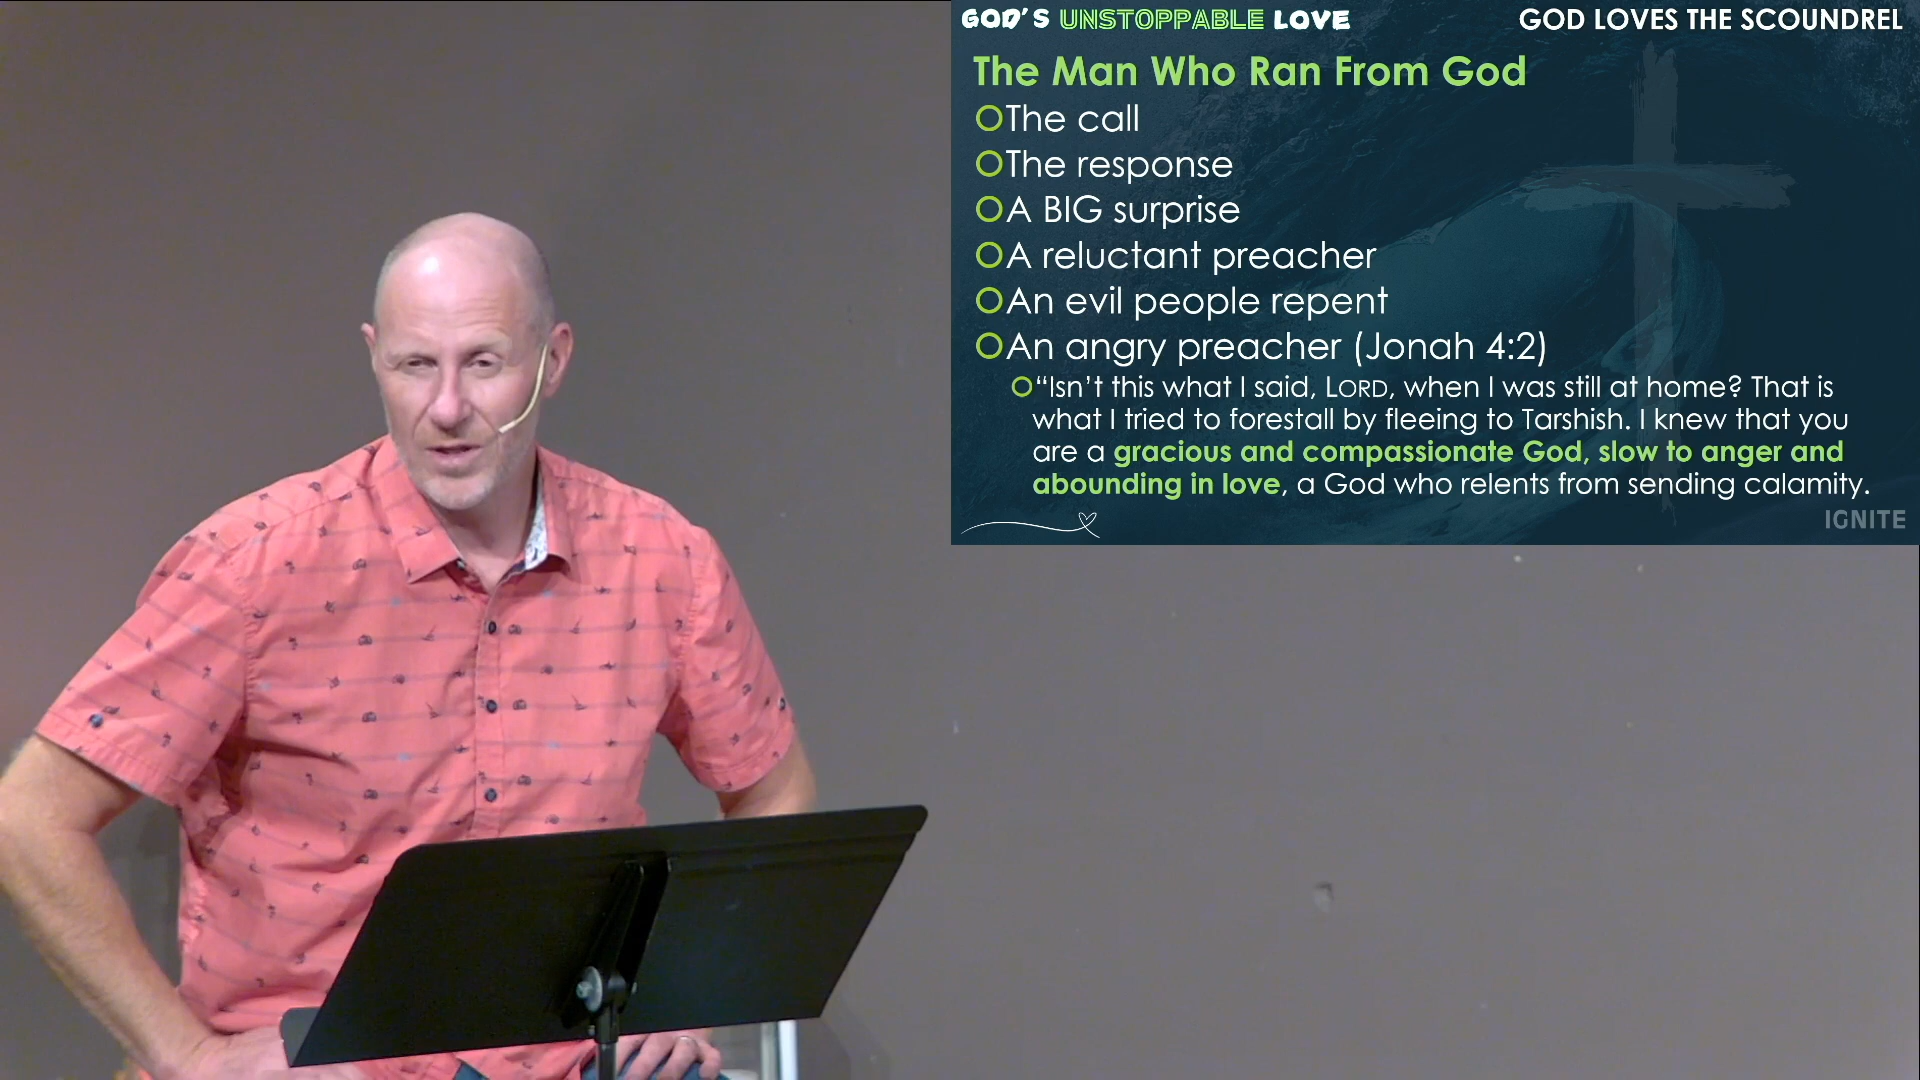 GOD'S UNSTOPPABLE LOVE
GOD LOVES THE SCOUNDREL
The Man Who Ran From God
The call
The response
A BIG surprise
A reluctant preacher
An evil people repent
An angry preacher (Jonah 4:2)
“Isn’t this what I said, LORD, when I was still at home? That is
what I tried to forestall by fleeing to Tarshish. I knew that you
are a gracious and compassionate God, slow to anger and
abounding in love, a God who relents from sending calamity.
IGNITE